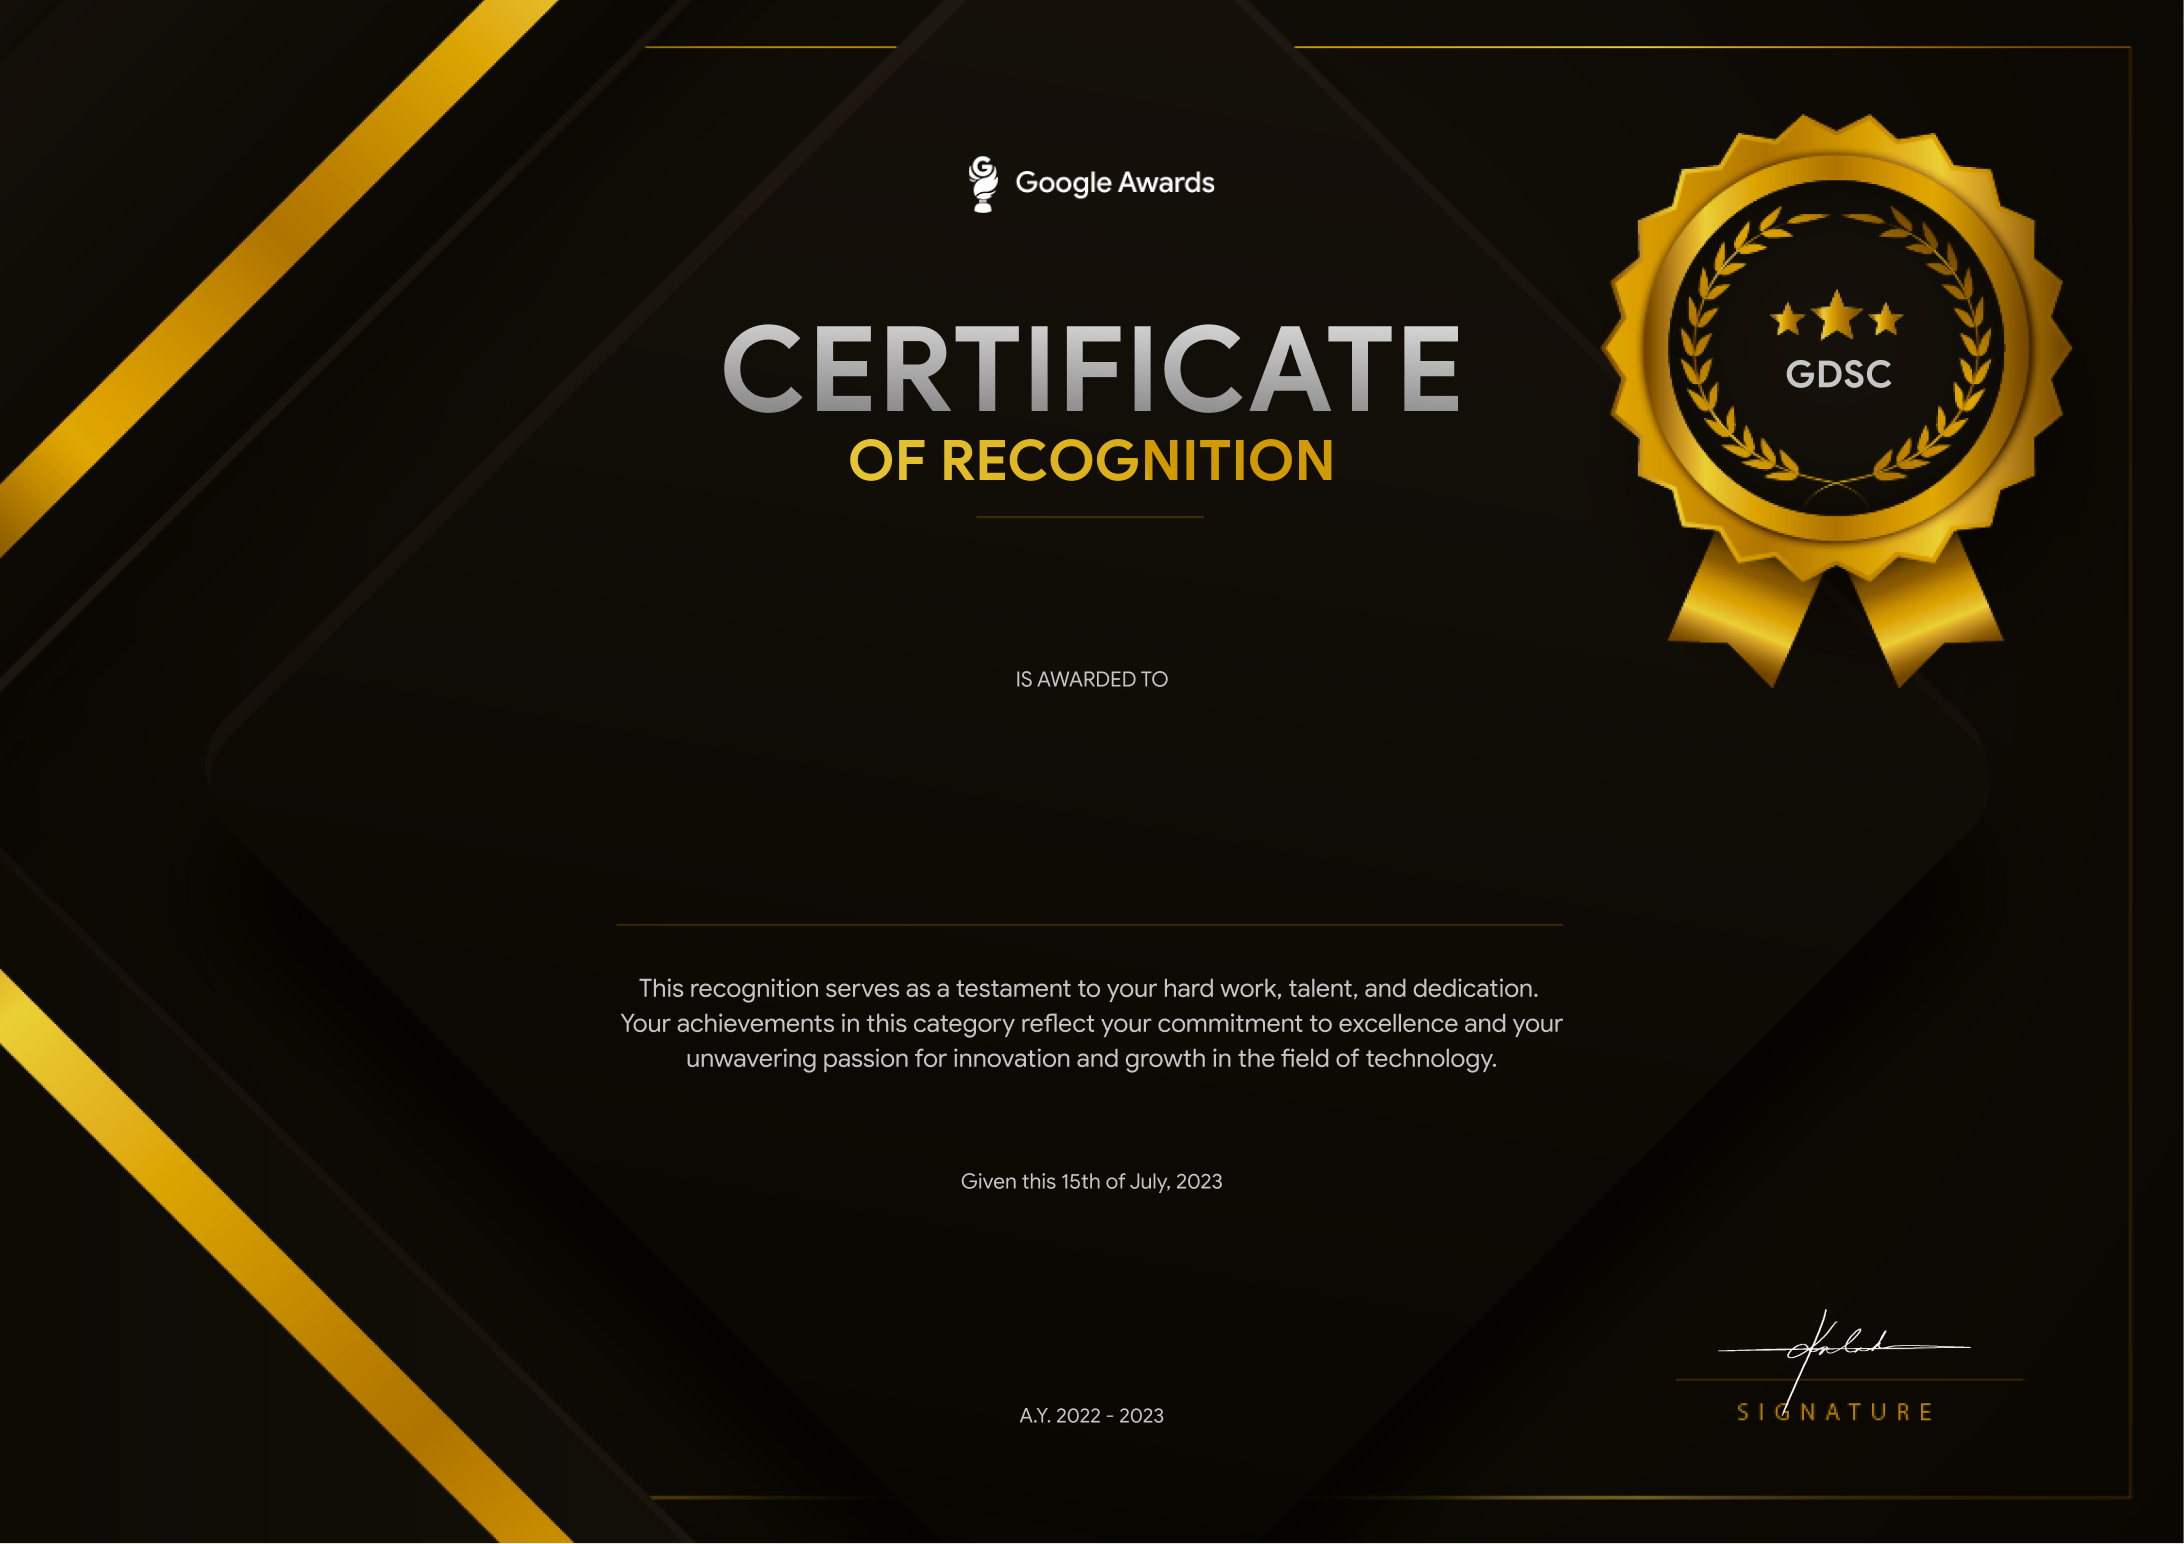 Google Awards
CERTIFICATE
OF RECOGNITION
GDSC
IS AWARDED TO
This recognition serves as a testament to your hard work, talent, and dedication.
Your achievements in this category reflect your commitment to excellence and your
unwavering passion for innovation and growth in the field of technology.
Given this 15th of July, 2023
A.Y. 2022 - 2023
SIGNATURE